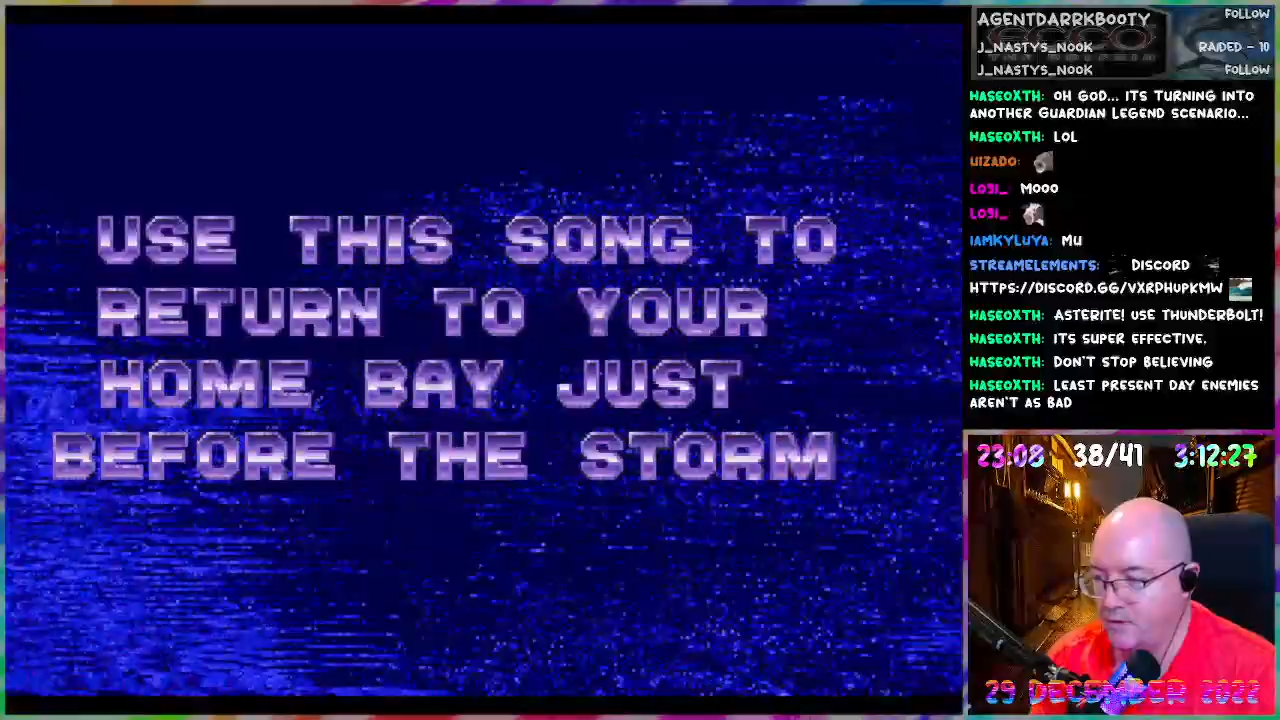 USE THIS SONG TO
RETURN TO YOUR
HOME BAY JUST
BEFORE THE STORM
AGENTDARRKBOOTY FOLLOW
J_NASTYS_NOOK RAIDED - 10
J_NASTYS_NOOK FOLLOW
HASEOXTH: OH GOD... ITS TURNING INTO
ANOTHER GUARDIAN LEGEND SCENARIO...
HASEOXTH: LOL
UIZADO:
MOOO
IAMKYLUYA: MU
STREAMELEMENTS: DISCORD
HTTPS://DISCORD.GG/VXRPHUPKMW
HASEOXTH: ASTERITE! USE THUNDERBOLT!
HASEOXTH: ITS SUPER EFFECTIVE.
HASEOXTH: DON'T STOP BELIEVING
HASEOXTH: LEAST PRESENT DAY ENEMIES
AREN'T AS BAD
23:08 38/41 3:12:27
29 DECEMBER 2022